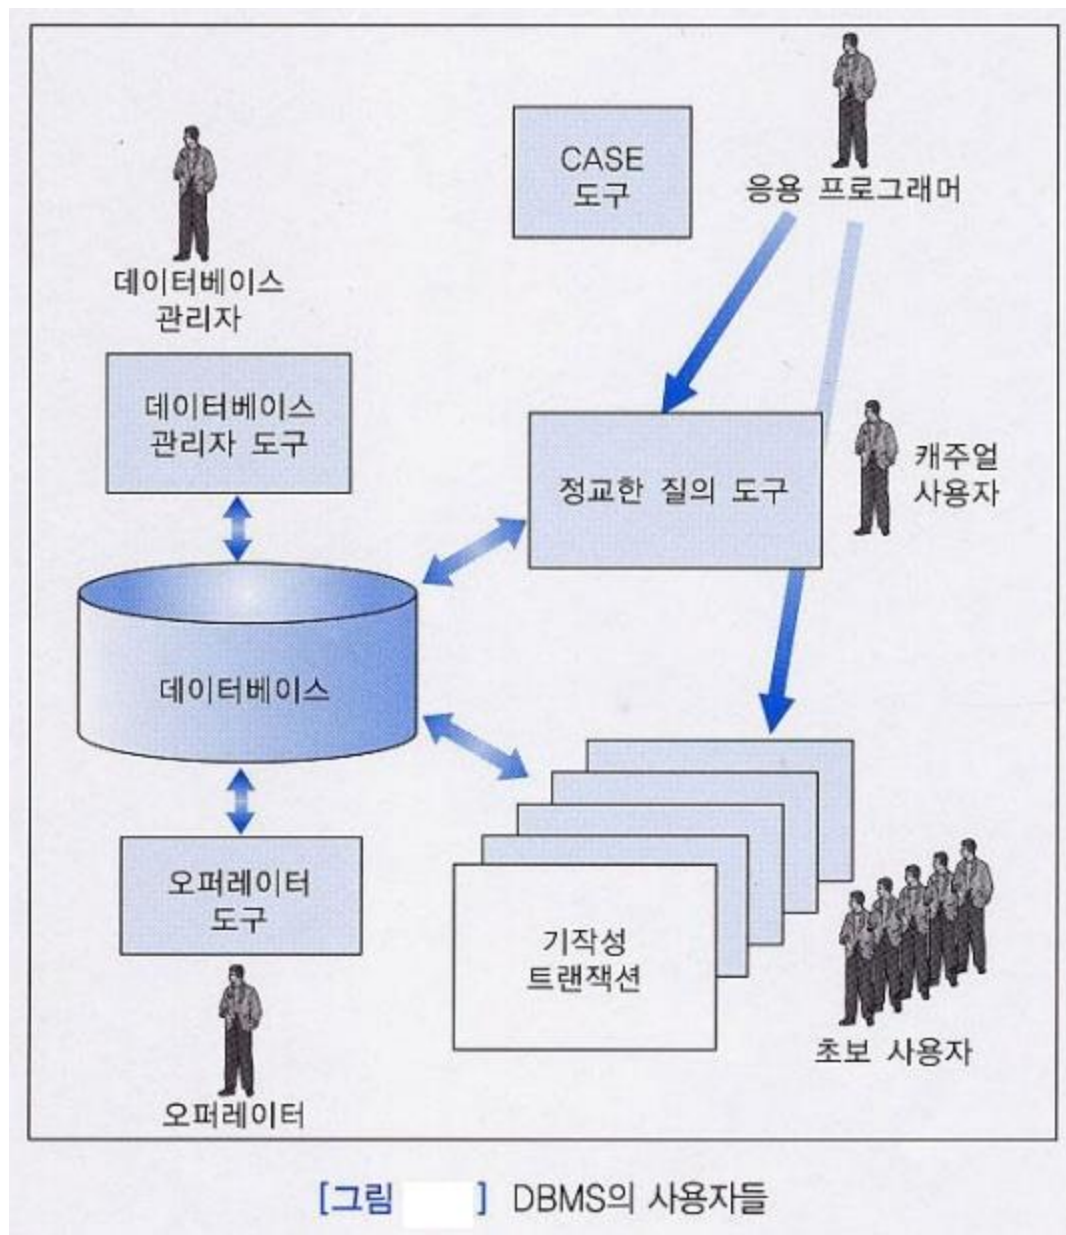 CASE
도구
응용 프로그래머
데이터베이스
관리자
데이터베이스
관리자 도구
정교한 질의 도구
캐주얼
사용자
데이터베이스
오퍼레이터
도구
기작성
트랜잭션
초보 사용자
오퍼레이터
[그림 ] DBMS의 사용자들